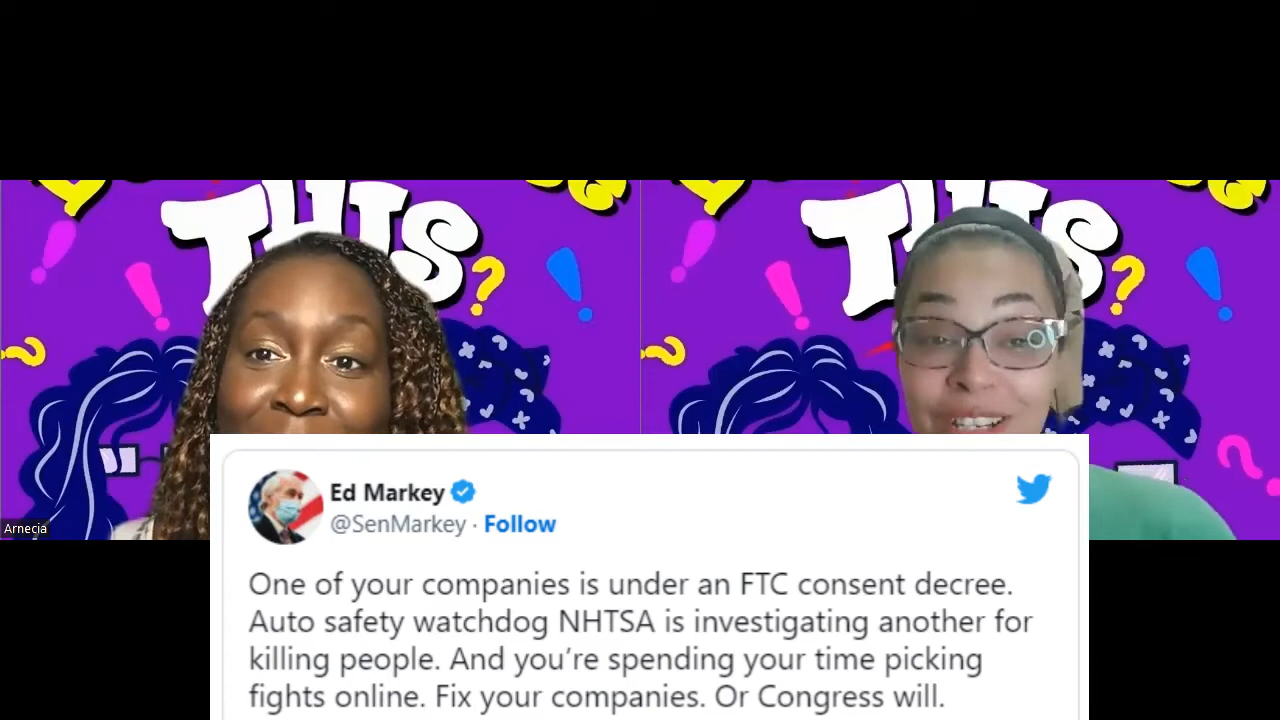 THIS?
THIS?
Arnecia
Ed Markey
@SenMarkey · Follow
One of your companies is under an FTC consent decree.
Auto safety watchdog NHTSA is investigating another for
killing people. And you’re spending your time picking
fights online. Fix your companies. Or Congress will.